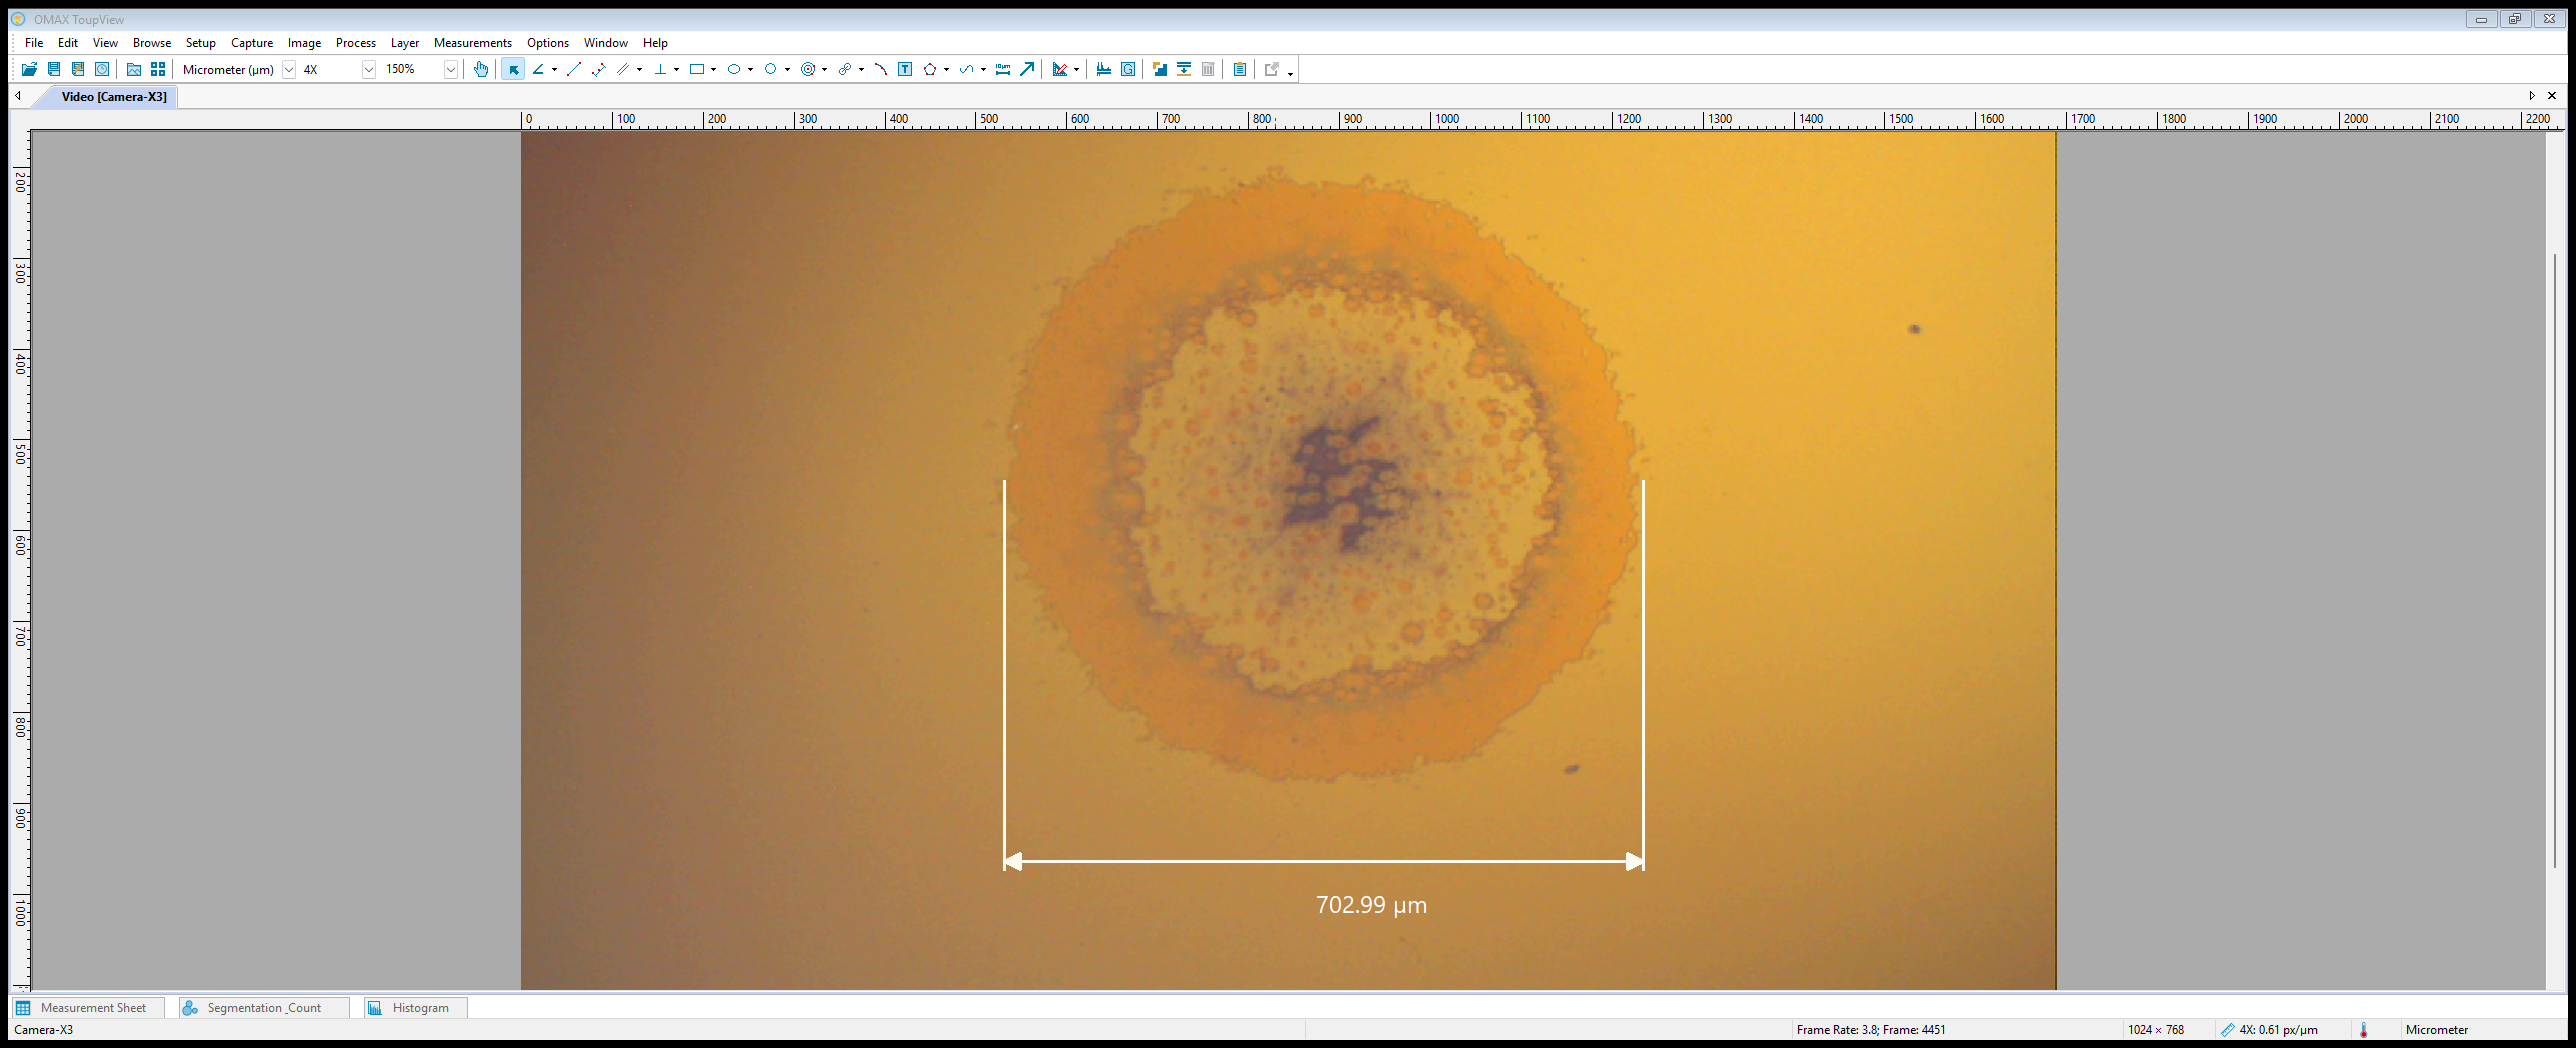 OMAX ToupView
File Edit View Browse Setup Capture Image Process Layer Measurements Options Window Help
Micrometer (µm) 4X 150%
Video [Camera-X3]
0 100 200 300 400 500 600 700 800 900 1000 1100 1200 1300 1400 1500 1600 1700 1800 1900 2000 2100 2200
200
300
400
500
600
700
800
900
1000
702.99 µm
Measurement Sheet Segmentation_Count Histogram
Camera-X3 Frame Rate: 3.8; Frame: 4451 1024 × 768 4X: 0.61 px/µm Micrometer